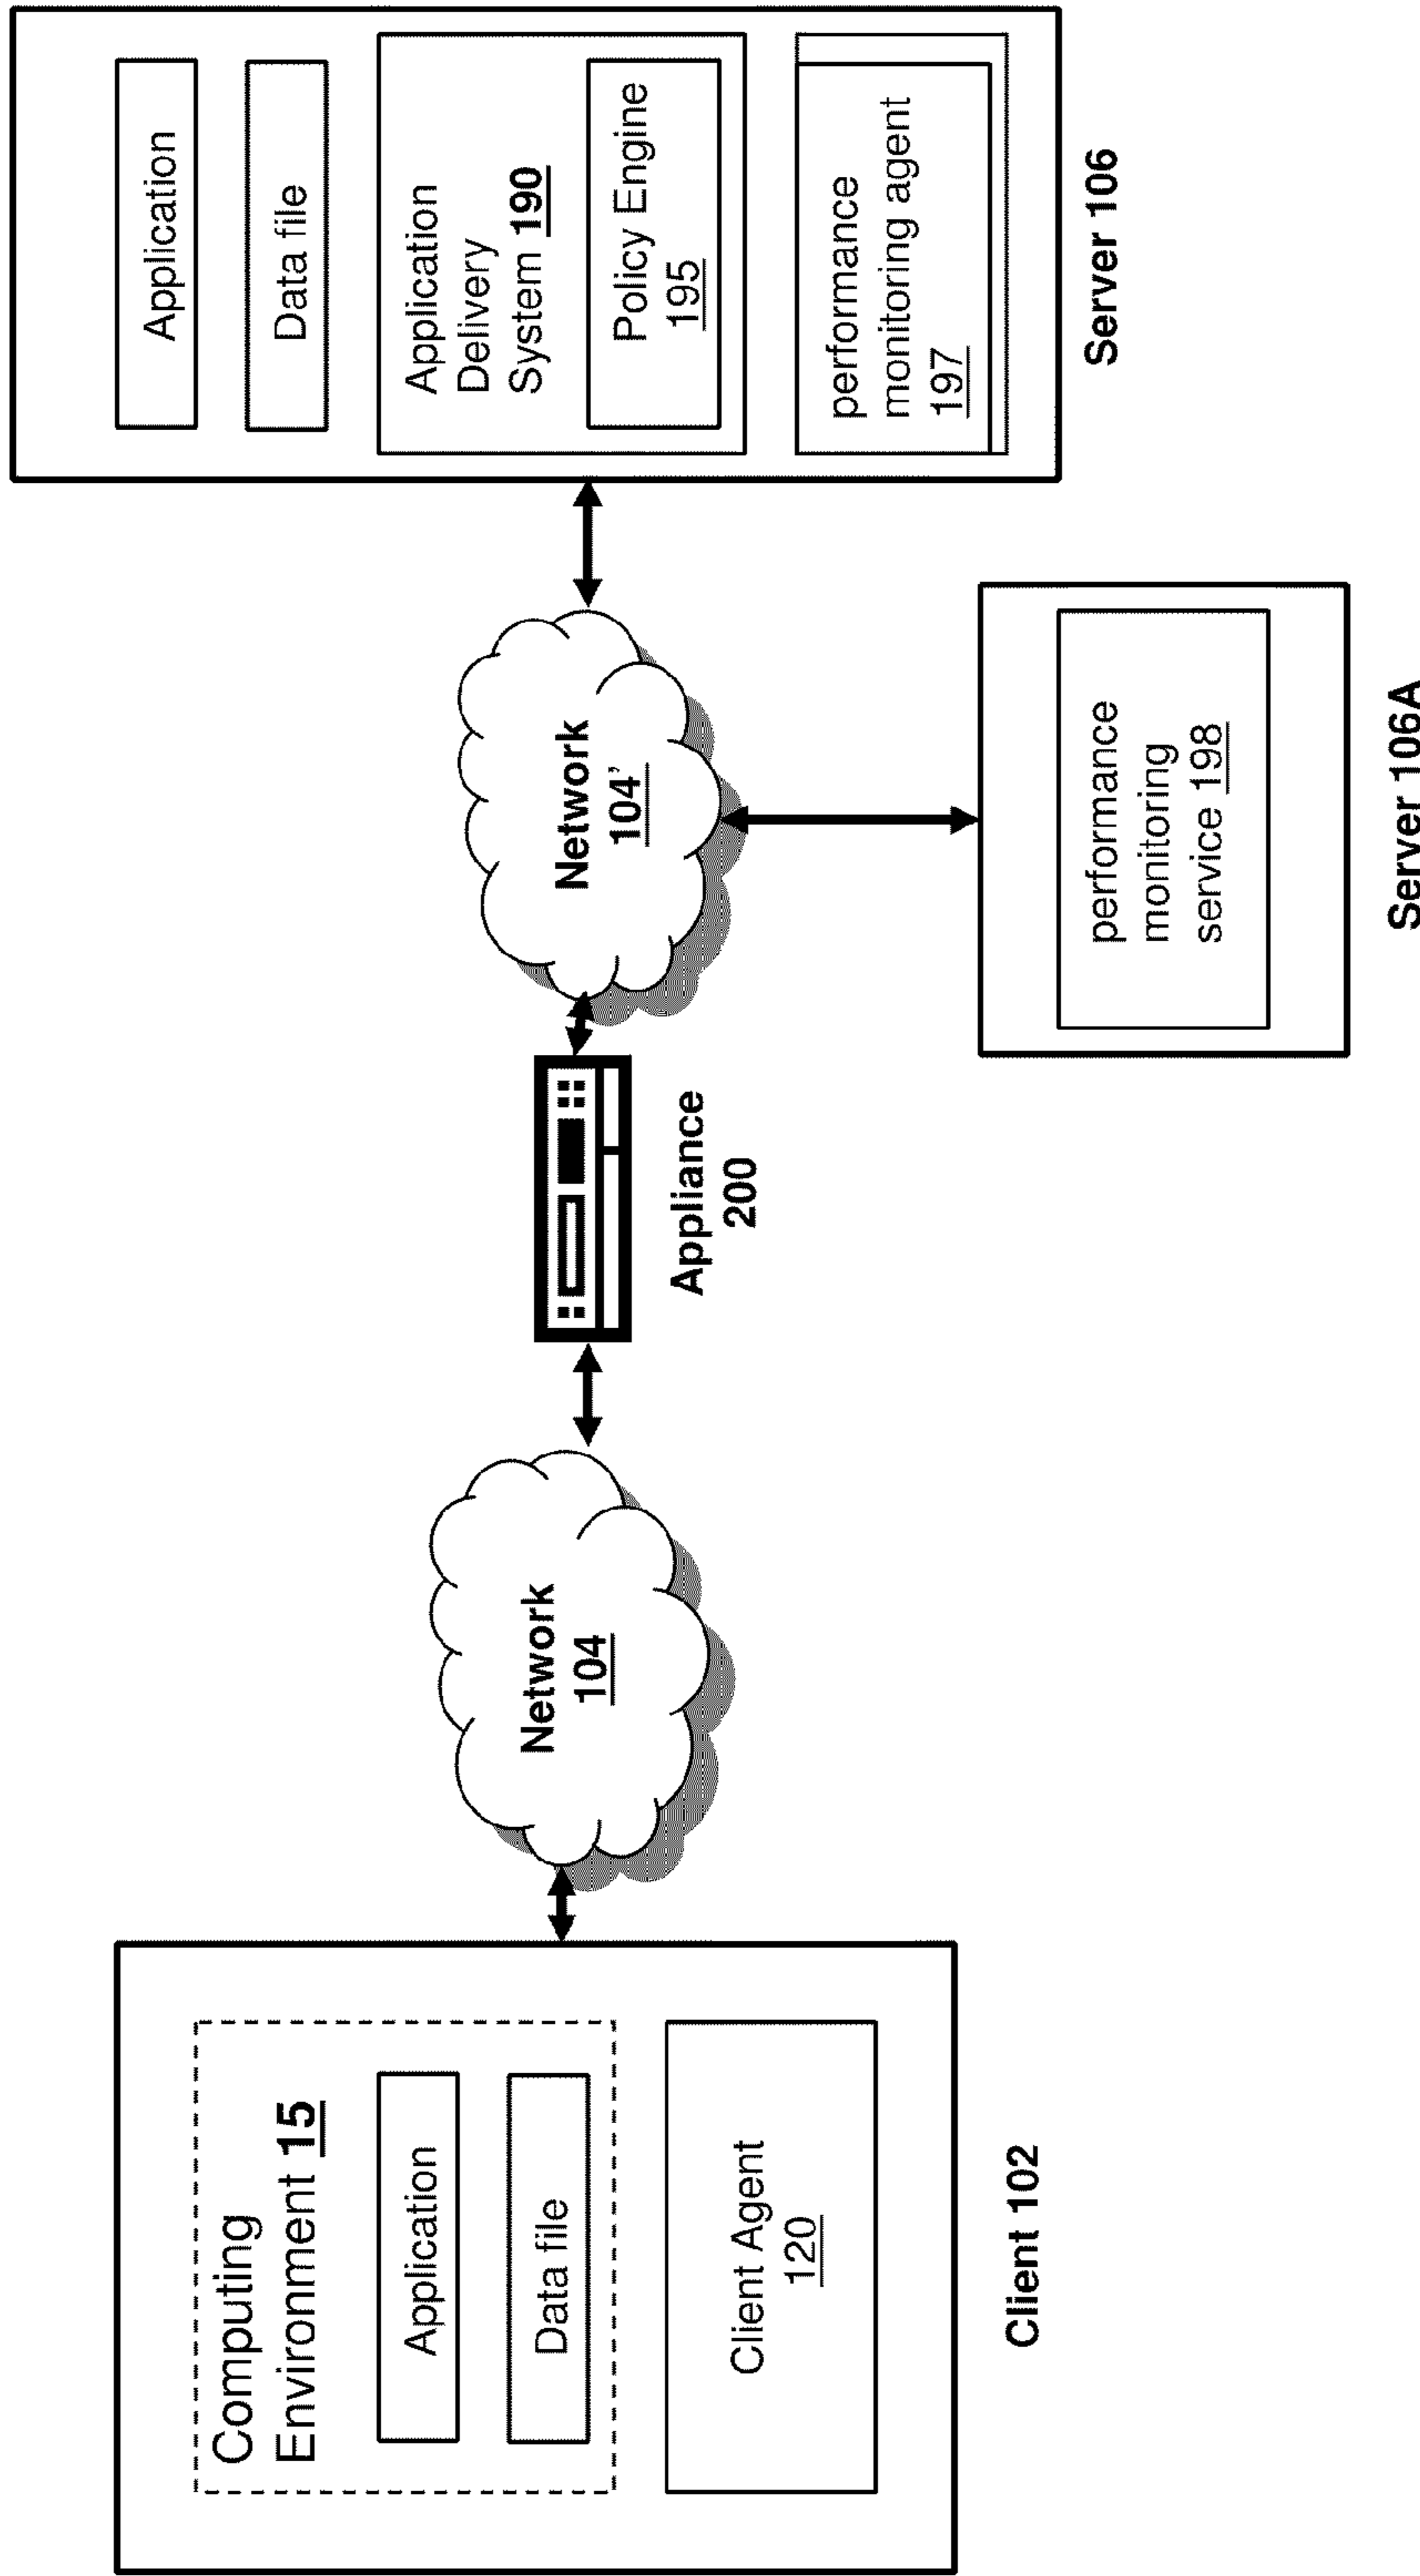 Computing
Environment 15
Application
Data file
Client Agent
120
Client 102
Network
104
Appliance
200
Network
104’
performance
monitoring
service 198
Server 106A
Application
Data file
Application
Delivery
System 190
Policy Engine
195
performance
monitoring agent
197
Server 106